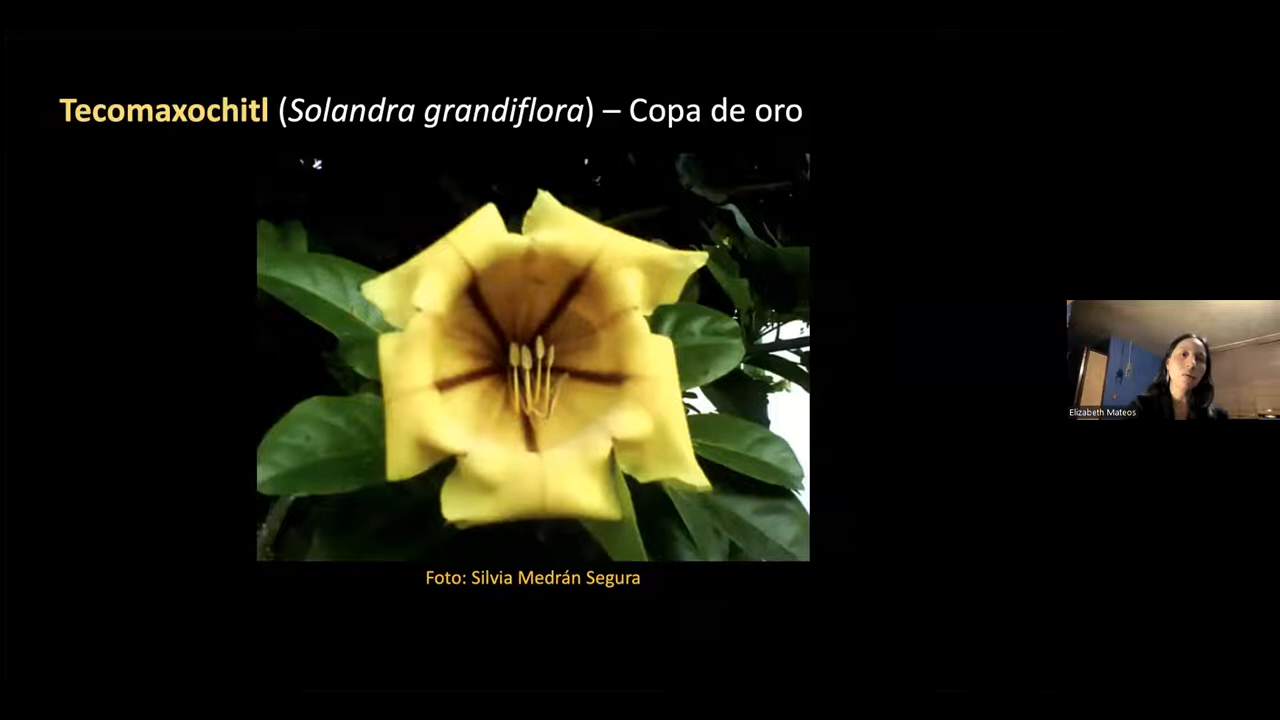 Tecomaxochitl (Solandra grandiflora) – Copa de oro
Elizabeth Mateos
Foto: Silvia Medrán Segura